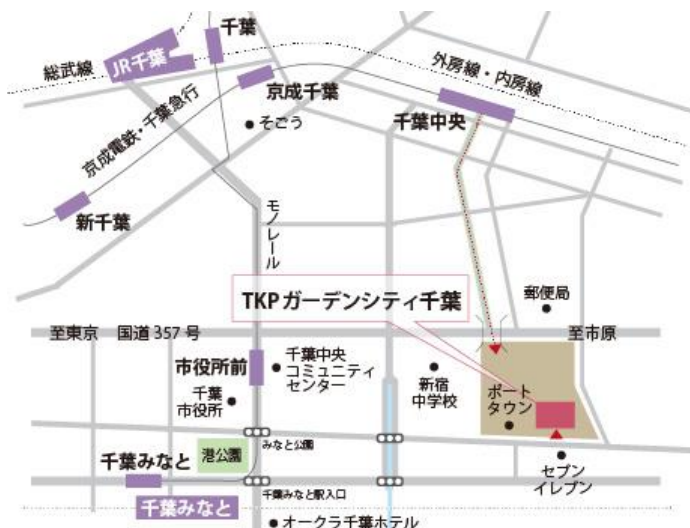 千葉
総武線
JR千葉
外房線・内房線
京成千葉
千葉中央
そごう
京成電鉄・千葉急行
新千葉
モノレール
TKPガーデンシティ千葉
郵便局
至東京 国道357号
至市原
市役所前
千葉中央
コミュニティ
センター
新宿
中学校
千葉
市役所
ポート
タウン
みなと公園
港公園
千葉みなと
セブン
イレブン
千葉みなと駅入口
千葉みなと
オークラ千葉ホテル